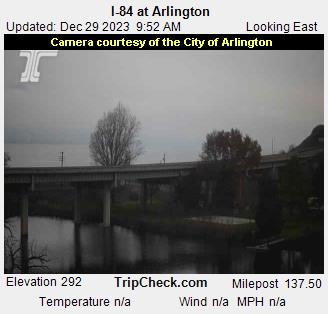 I-84 at Arlington
Updated: Dec 29 2023 9:52 AM Looking East
Camera courtesy of the City of Arlington
Elevation 292 TripCheck.com Milepost 137.50
Temperature n/a Wind n/a MPH n/a